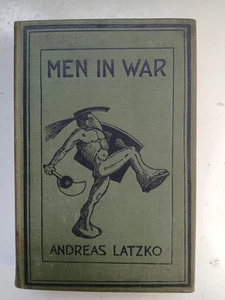 MEN IN WAR
ANDREAS LATZKO